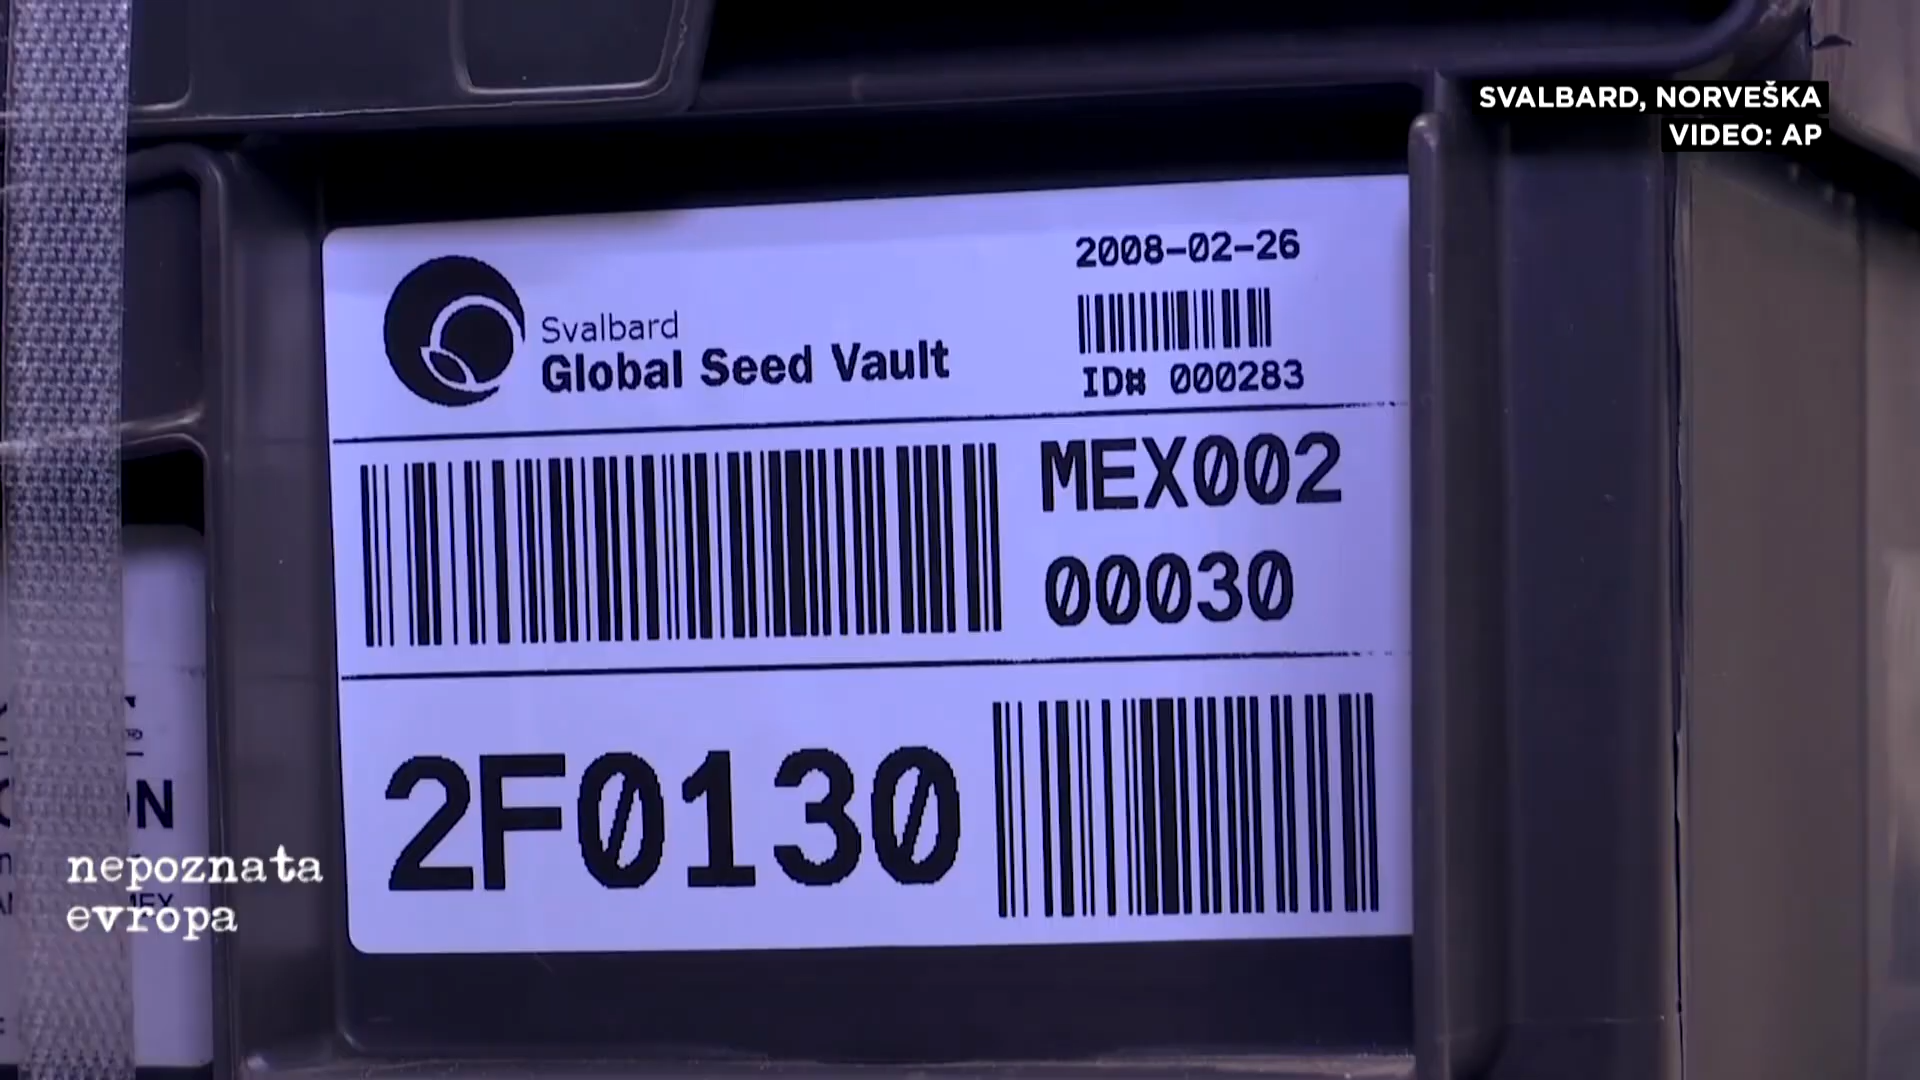 SVALBARD, NORVEŠKA
VIDEO: AP
2008-02-26
Svalbard
Global Seed Vault
ID# 000283
MEX002
00030
2F0130
nepoznata
evropa